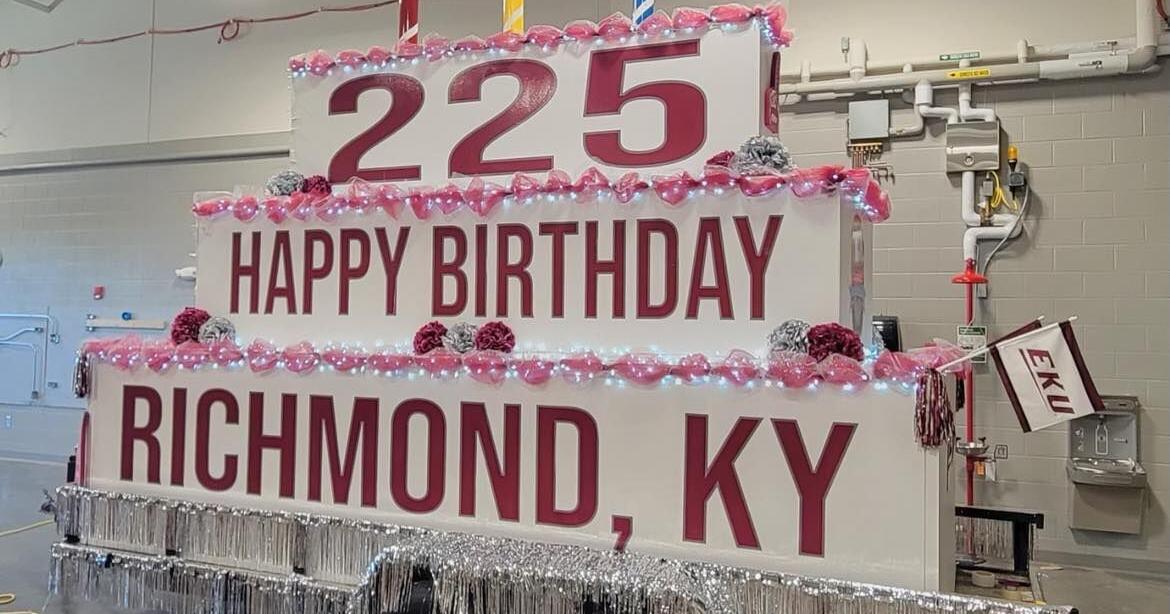 225
HAPPY BIRTHDAY
RICHMOND, KY
EKU